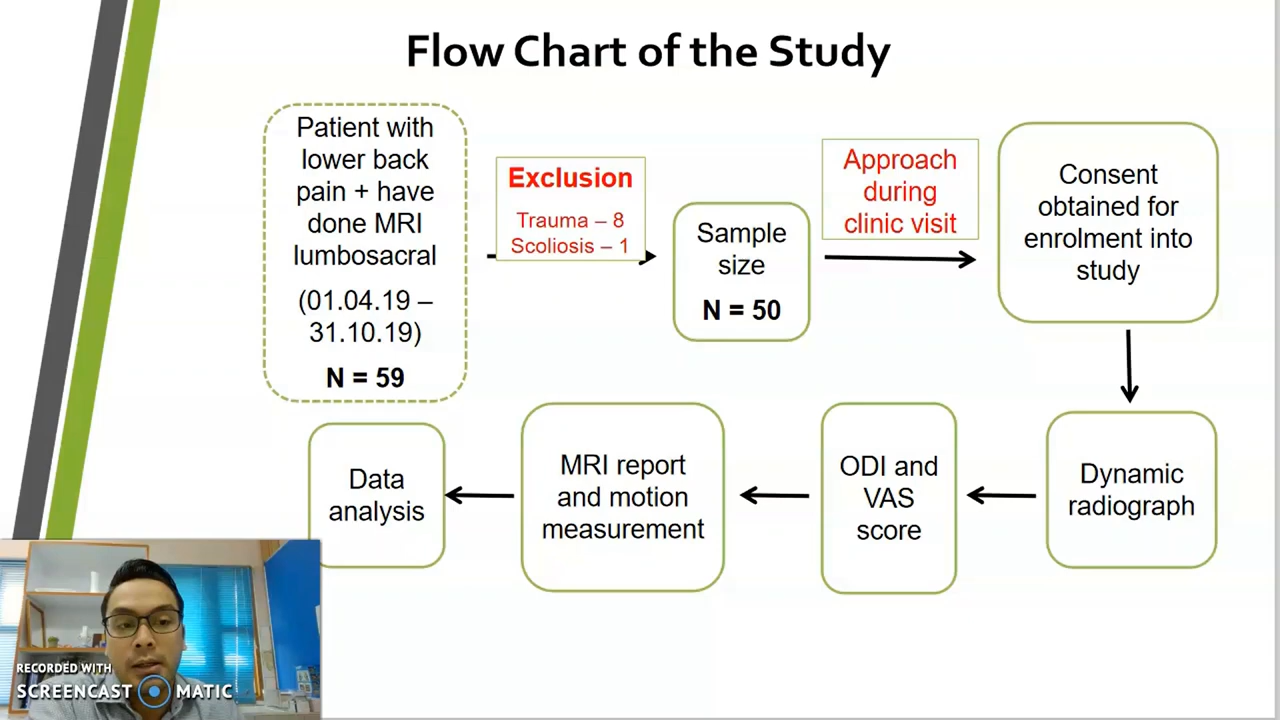 Flow Chart of the Study
Patient with
lower back
pain + have
done MRI
lumbosacral
(01.04.19 –
31.10.19)
N = 59
Exclusion
Trauma – 8
Scoliosis – 1
Sample
size
N = 50
Approach
during
clinic visit
Consent
obtained for
enrolment into
study
Dynamic
radiograph
ODI and
VAS
score
MRI report
and motion
measurement
Data
analysis
RECORDED WITH
SCREENCAST MATIC